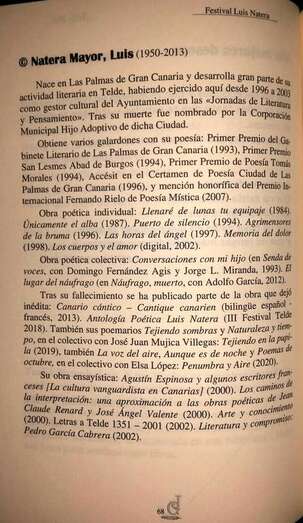 Festival Luis Natera
© Natera Mayor, Luis (1950-2013)
Nace en Las Palmas de Gran Canaria y desarrolla gran parte de su
actividad literaria en Telde, habiendo ejercido aquí desde 1996 a 2003
como gestor cultural del Ayuntamiento en las «Jornadas de Literatura
y Pensamiento». Tras su muerte fue nombrado por la Corporación
Municipal Hijo Adoptivo de dicha Ciudad.
Obtiene varios galardones con su poesía: Primer Premio del Ga-
binete Literario de Las Palmas de Gran Canaria (1993), Primer Premio
San Lesmes Abad de Burgos (1994), Primer Premio de Poesía Tomás
Morales (1994), Accésit en el Certamen de Poesía Ciudad de Las
Palmas de Gran Canaria (1996), y mención honorífica del Premio In-
ternacional Fernando Rielo de Poesía Mística (2007).
Obra poética individual: Llenaré de lunas tu equipaje (1984).
Únicamente el alba (1987). Puerto de silencio (1994). Agrimensores
de la bruma (1996). Las horas del ángel (1997). Memoria del dolor
(1998). Los cuerpos y el amor (digital, 2002).
Obra poética colectiva: Conversaciones con mi hijo (en Senda de
voces, con Domingo Fernández Agis y Jorge L. Miranda, 1993). El
lugar del náufrago (en Náufrago, muerto, con Adolfo García, 2012).
Tras su fallecimiento se ha publicado parte de la obra que dejó
inédita: Canario cántico – Cantique canarien (bilingüe español -
francés, 2013). Antología Poética Luis Natera (III Festival Telde
2018). También sus poemarios Tejiendo sombras y Naturaleza y tiem-
po, en el colectivo con José Juan Mujica Villegas: Tejiendo en la papi-
la (2019), también La voz del aire, Aunque es de noche y Poemas de
octubre, en el colectivo con Elsa López: Penumbra y Aire (2020).
Su obra ensayística: Agustín Espinosa y algunos escritores fran-
ceses [La cultura vanguardista en Canarias] (2000). Los caminos de
la interpretación: una aproximación a las obras poéticas de Jean
Claude Renard y José Ángel Valente (2000). Arte y conocimiento
(2000). Letras a Telde 1351 – 2001 (2002). Literatura y compromiso:
Pedro García Cabrera (2002).
68